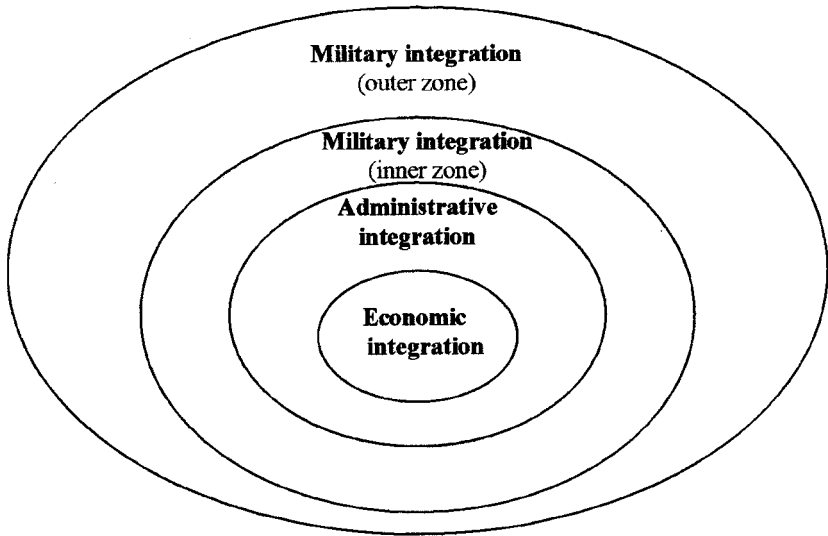 Military integration
(outer zone)
Military integration
(inner zone)
Administrative
integration
Economic
integration